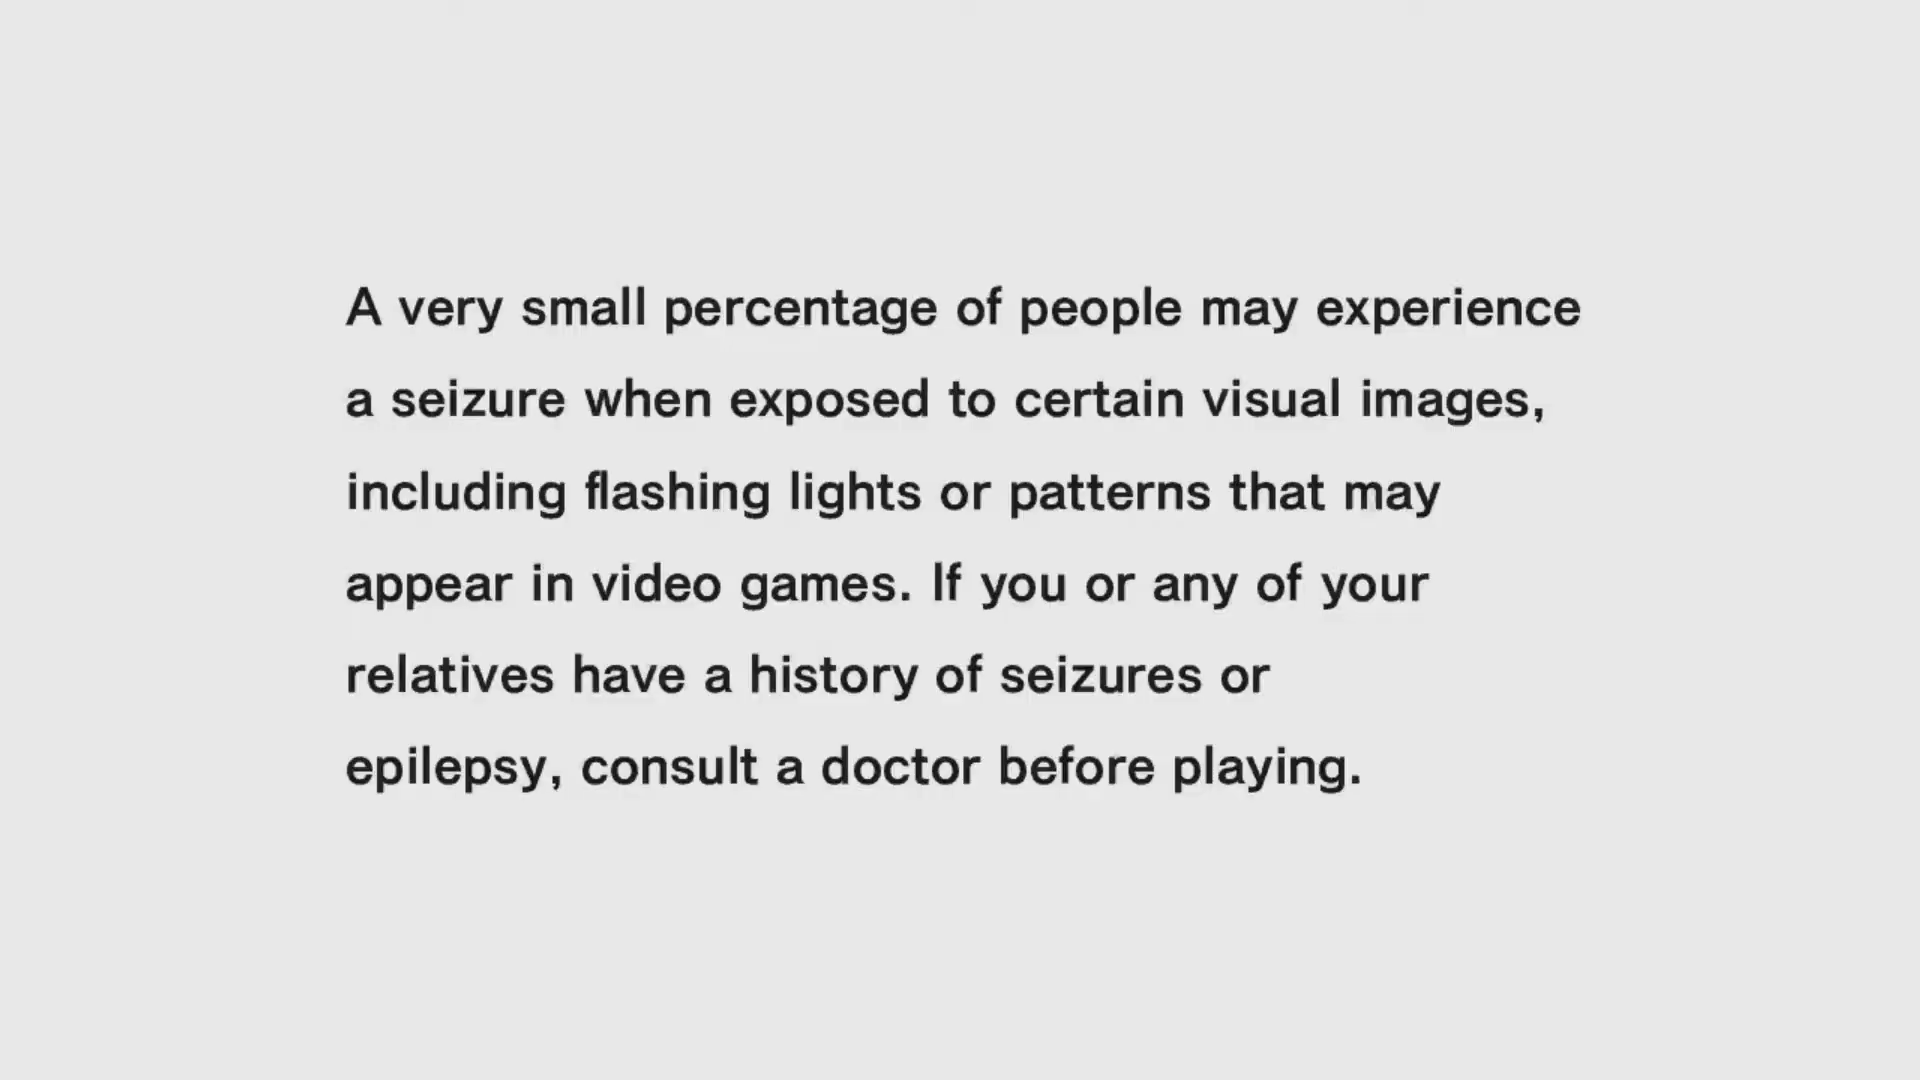 A very small percentage of people may experience
a seizure when exposed to certain visual images,
including flashing lights or patterns that may
appear in video games. If you or any of your
relatives have a history of seizures or
epilepsy, consult a doctor before playing.